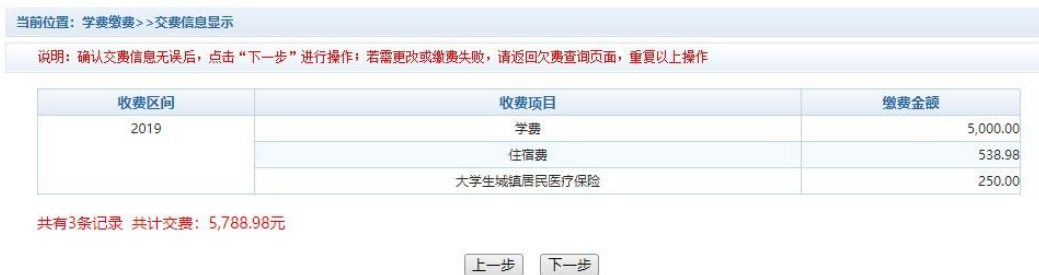 当前位置：学费缴费>>交费信息显示
说明：确认交费信息无误后，点击“下一步”进行操作；若需更改或缴费失败，请返回欠费查询页面，重复以上操作
收费区间 收费项目 缴费金额
2019 学费 5,000.00
住宿费 538.98
大学生城镇居民医疗保险 250.00
共有3条记录 共计交费：5,788.98元
上一步 下一步